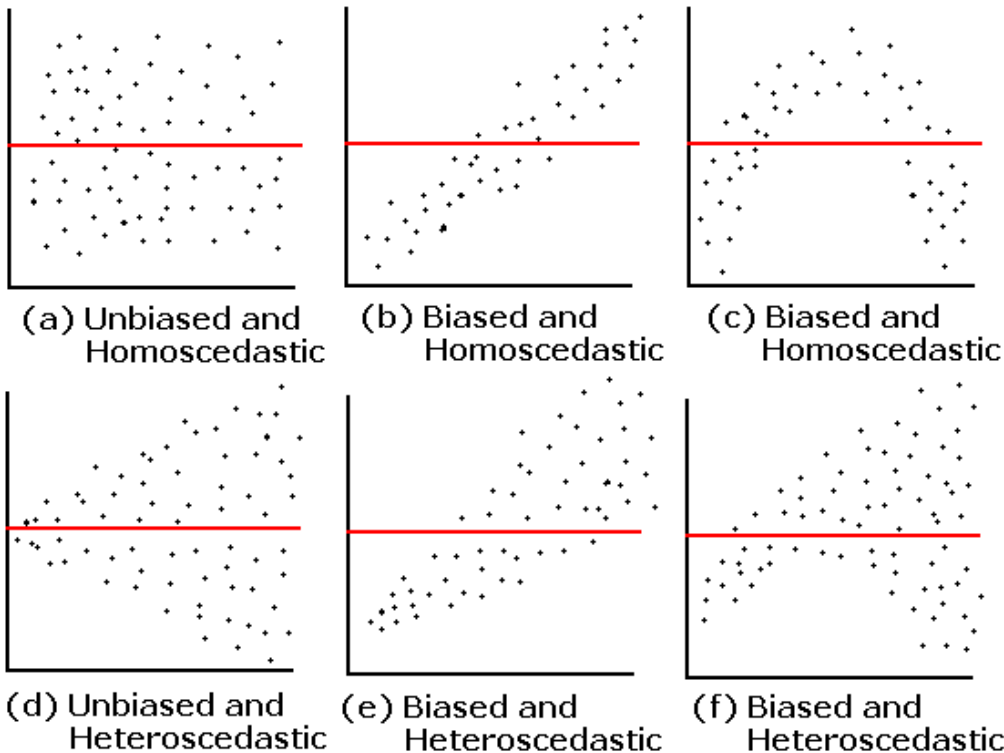 (a) Unbiased and
Homoscedastic
(b) Biased and
Homoscedastic
(c) Biased and
Homoscedastic
(d) Unbiased and
Heteroscedastic
(e) Biased and
Heteroscedastic
(f) Biased and
Heteroscedastic